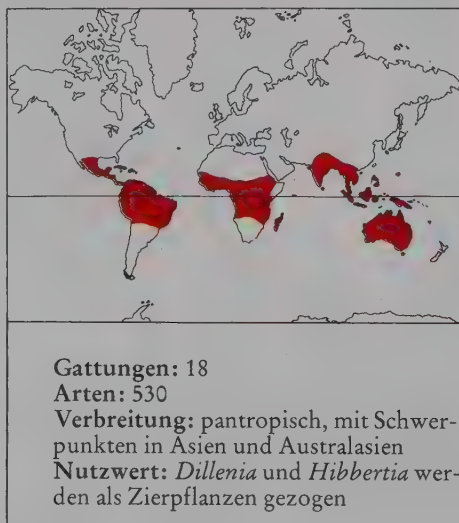 Gattungen: 18
Arten: 530
Verbreitung: pantropisch, mit Schwer-
punkten in Asien und Australasien
Nutzwert: Dillenia und Hibbertia wer-
den als Zierpflanzen gezogen